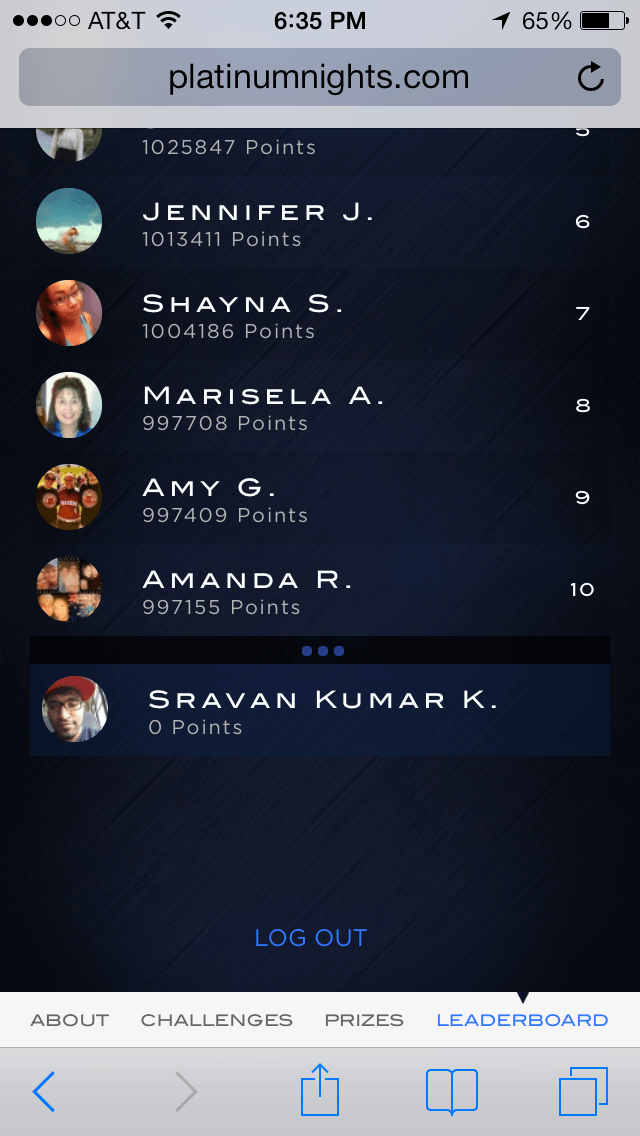 AT&T 6:35 PM 65%
platinumnights.com
5
1025847 Points
JENNIFER J. 6
1013411 Points
SHAYNA S. 7
1004186 Points
MARISELA A. 8
997708 Points
AMY G. 9
997409 Points
AMANDA R. 10
997155 Points
SRAVAN KUMAR K.
0 Points
LOG OUT
ABOUT CHALLENGES PRIZES LEADERBOARD